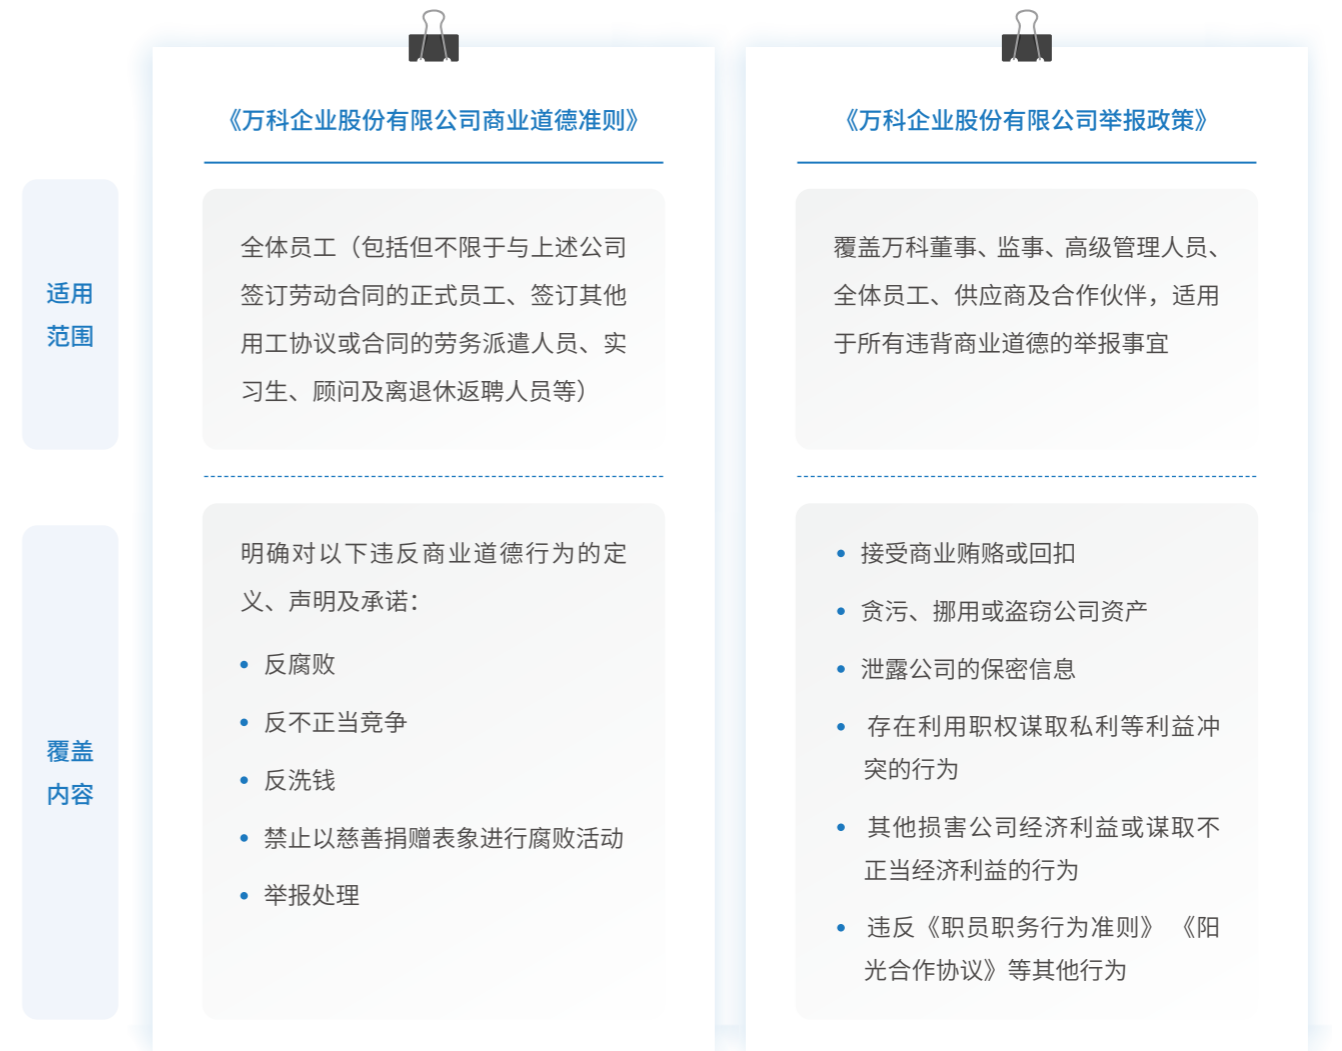 《万科企业股份有限公司商业道德准则》
《万科企业股份有限公司举报政策》
适用
范围
全体员工（包括但不限于与上述公司
签订劳动合同的正式员工、签订其他
用工协议或合同的劳务派遣人员、实
习生、顾问及离退休返聘人员等）
覆盖万科董事、监事、高级管理人员、
全体员工、供应商及合作伙伴，适用
于所有违背商业道德的举报事宜
覆盖
内容
明确对以下违反商业道德行为的定
义、声明及承诺：
• 反腐败
• 反不正当竞争
• 反洗钱
• 禁止以慈善捐赠表象进行腐败活动
• 举报处理
• 接受商业贿赂或回扣
• 贪污、挪用或盗窃公司资产
• 泄露公司的保密信息
• 存在利用职权谋取私利等利益冲
突的行为
• 其他损害公司经济利益或谋取不
正当经济利益的行为
• 违反《职员职务行为准则》 《阳
光合作协议》等其他行为